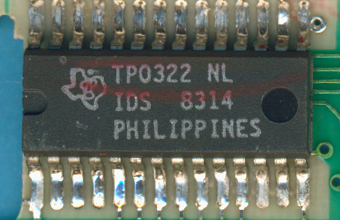 TP0322 NL
IDS 8314
PHILIPPINES